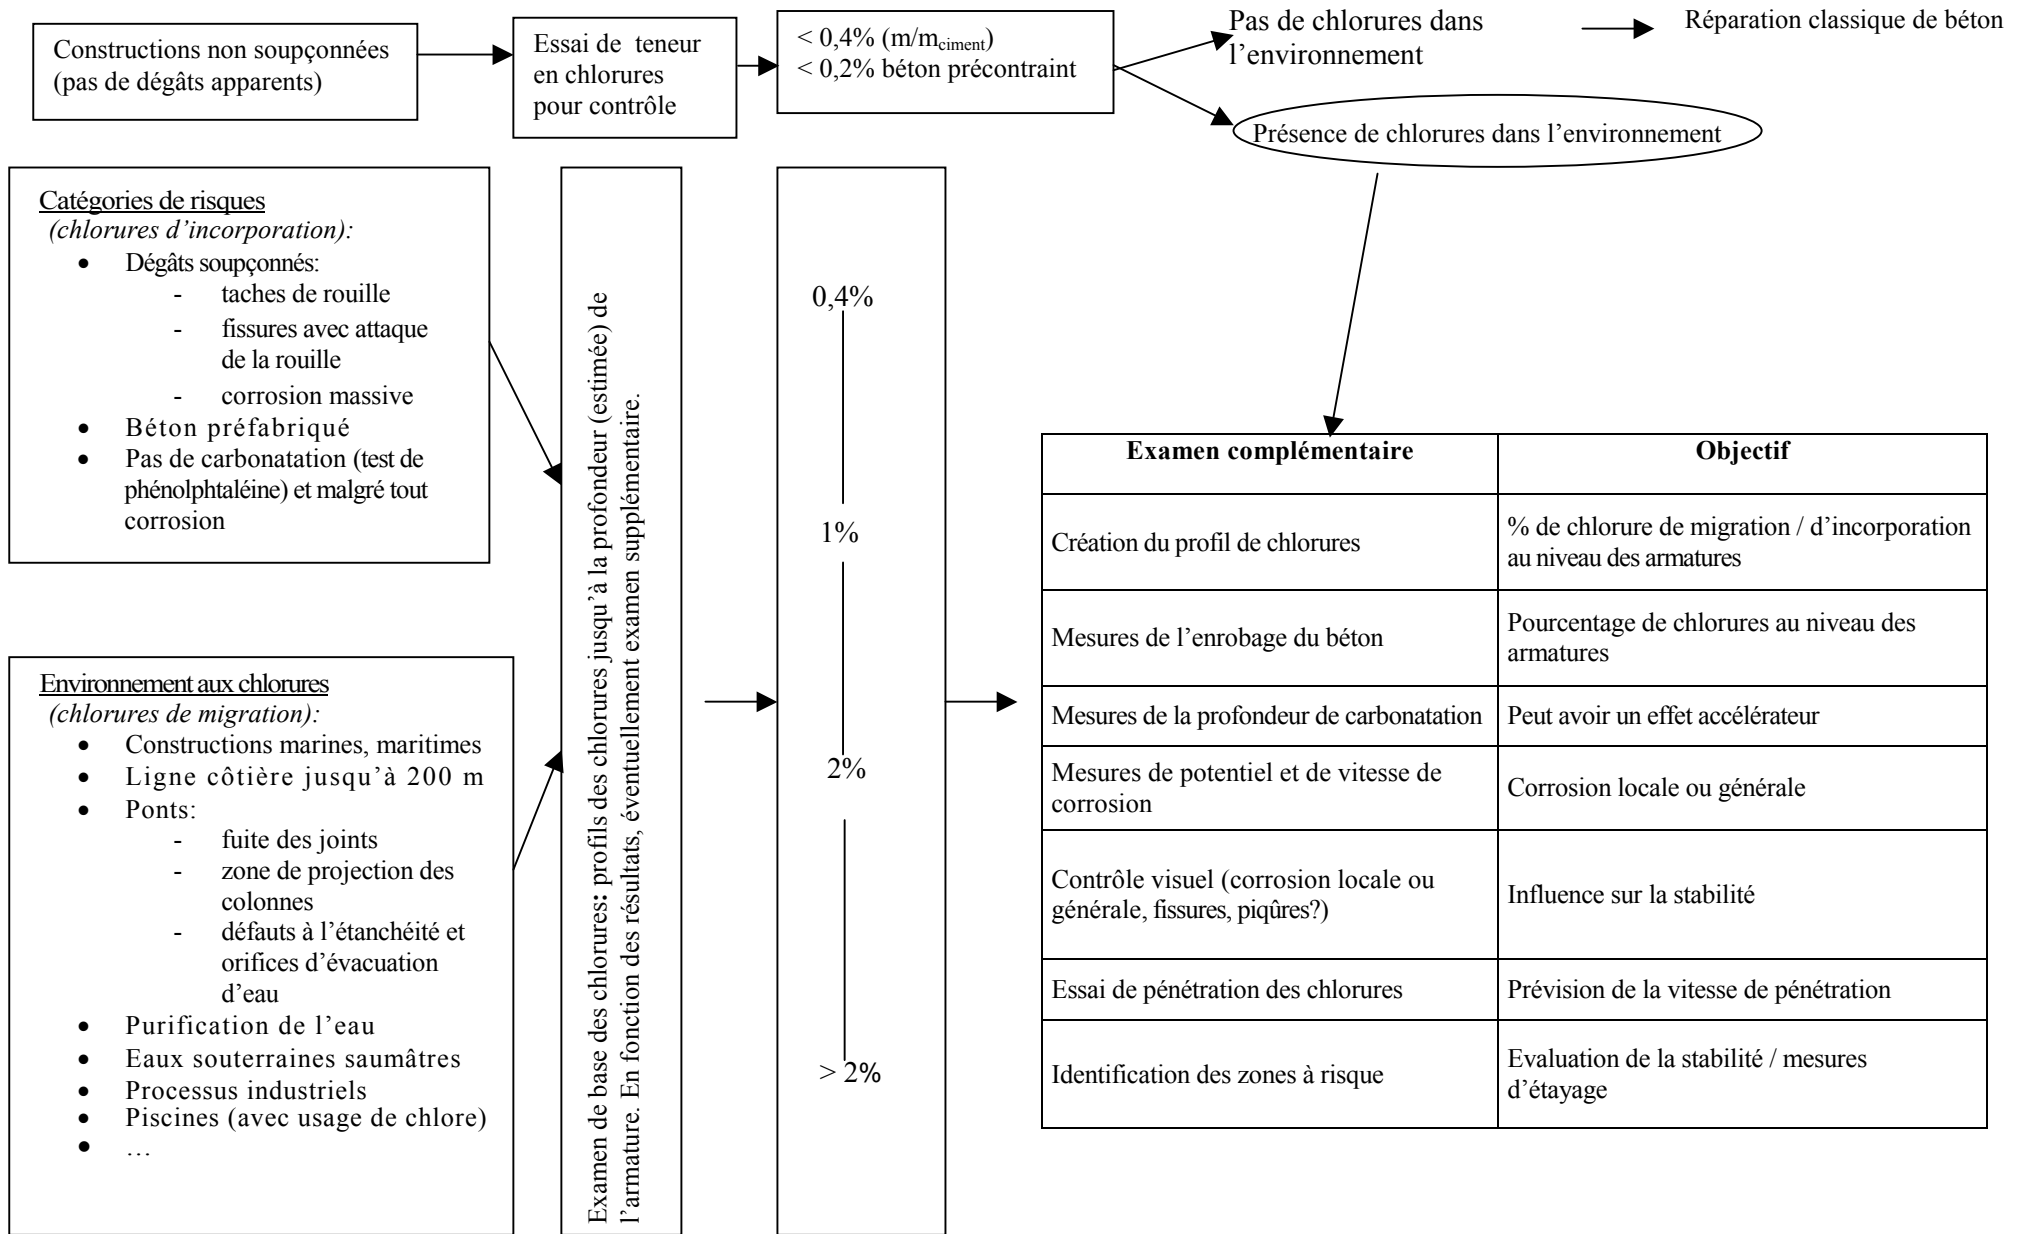 Constructions non soupçonnées
(pas de dégâts apparents)
Essai de teneur
en chlorures
pour contrôle
< 0,4% (m/mciment)
< 0,2% béton précontraint
Pas de chlorures dans
l’environnement
Réparation classique de béton
Présence de chlorures dans l’environnement
Catégories de risques
(chlorures d’incorporation):
• Dégâts soupçonnés:
- taches de rouille
- fissures avec attaque
de la rouille
- corrosion massive
• Béton préfabriqué
• Pas de carbonatation (test de
phénolphtaléine) et malgré tout
corrosion
Environnement aux chlorures
(chlorures de migration):
• Constructions marines, maritimes
• Ligne côtière jusqu’à 200 m
• Ponts:
- fuite des joints
- zone de projection des
colonnes
- défauts à l’étanchéité et
orifices d’évacuation
d’eau
• Purification de l’eau
• Eaux souterraines saumâtres
• Processus industriels
• Piscines (avec usage de chlore)
• …
Examen de base des chlorures: profils des chlorures jusqu’à la profondeur (estimée) de
l’armature. En fonction des résultats, éventuellement examen supplémentaire.
0,4%
1%
2%
> 2%
Examen complémentaire
Objectif
Création du profil de chlorures
% de chlorure de migration / d’incorporation
au niveau des armatures
Mesures de l’enrobage du béton
Pourcentage de chlorures au niveau des
armatures
Mesures de la profondeur de carbonatation
Peut avoir un effet accélérateur
Mesures de potentiel et de vitesse de
corrosion
Corrosion locale ou générale
Contrôle visuel (corrosion locale ou
générale, fissures, piqûres?)
Influence sur la stabilité
Essai de pénétration des chlorures
Prévision de la vitesse de pénétration
Identification des zones à risque
Evaluation de la stabilité / mesures
d’étayage